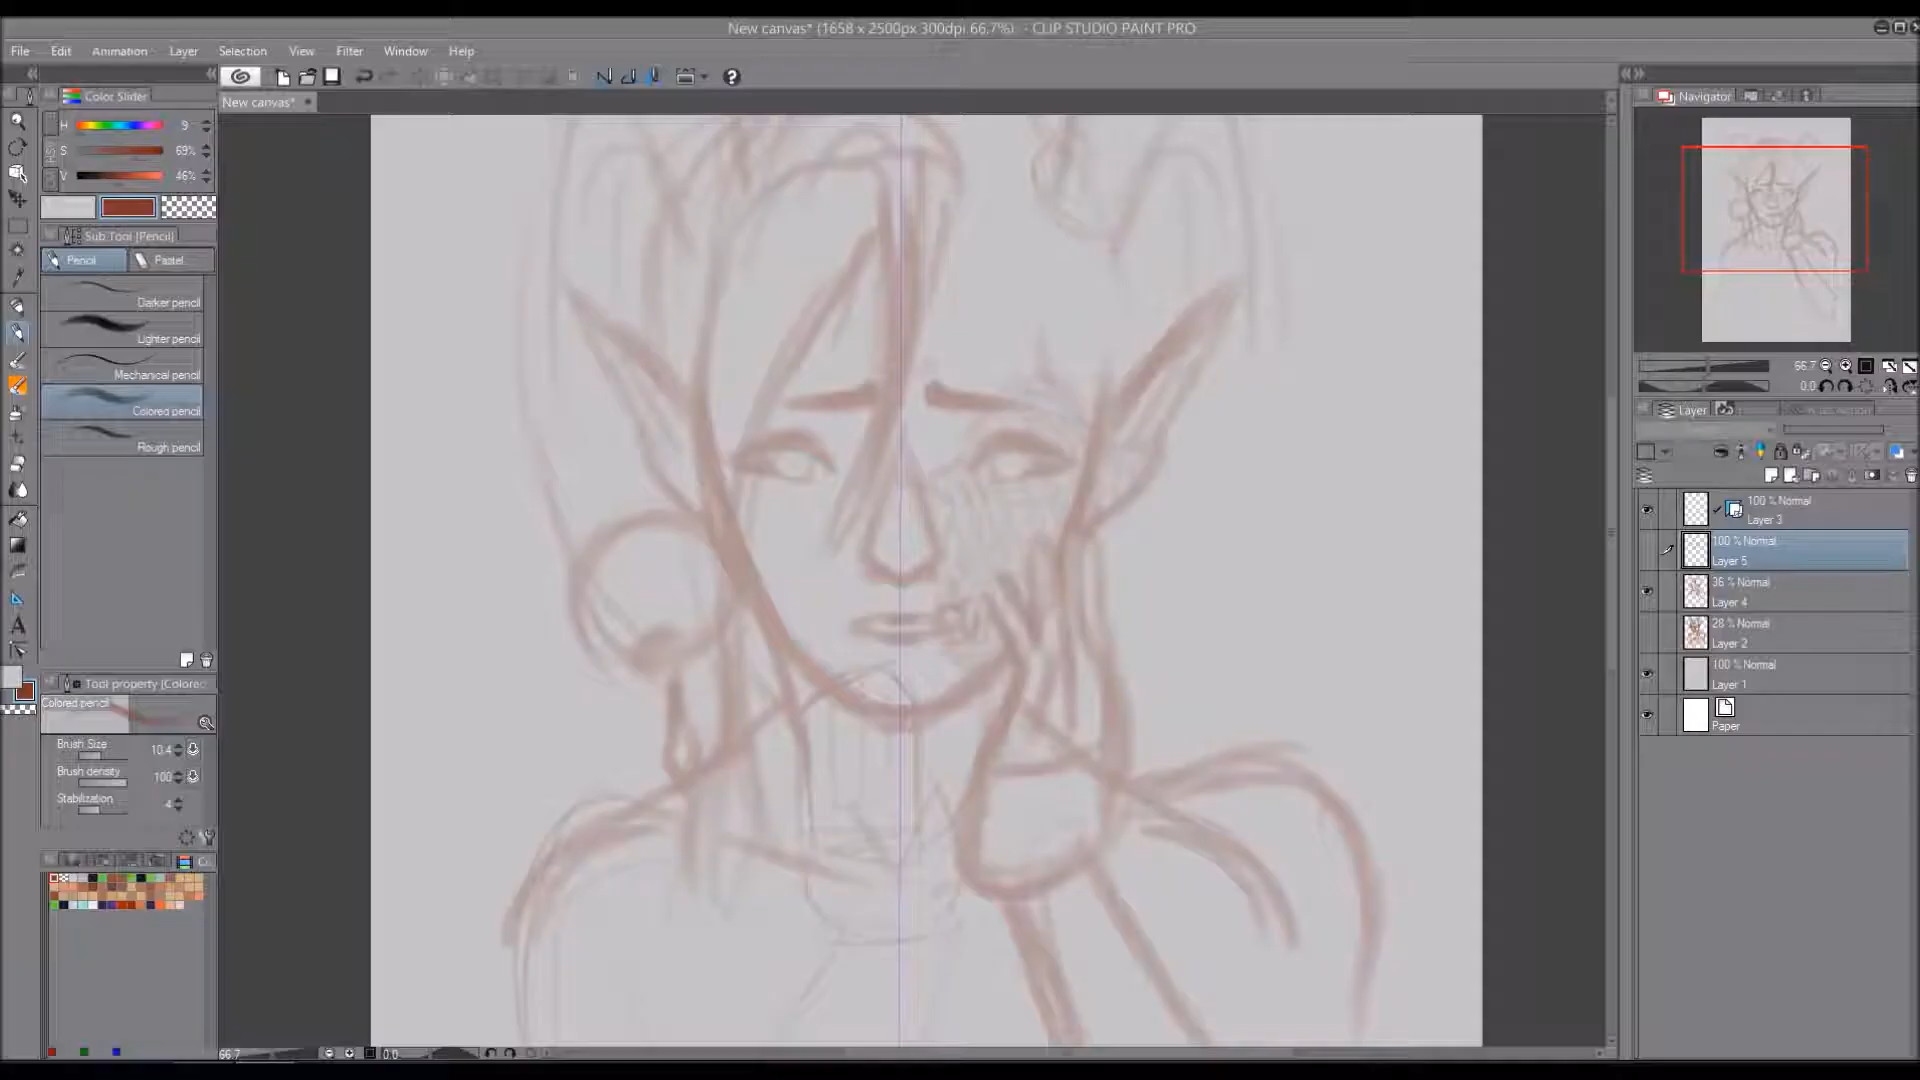 New canvas* (1658 x 2500px 300dpi 66.7%) - CLIP STUDIO PAINT PRO
File Edit Animation Layer Selection View Filter Window Help
Color Slider
New canvas*
Navigator
H 9
S 69%
V 46%
Sub Tool [Pencil]
Pencil Pastel
Darker pencil
Lighter pencil
Mechanical pencil
Colored pencil
Rough pencil
66.7
0.0
Layer
100 % Normal
Layer 3
100 % Normal
Layer 5
36 % Normal
Layer 4
28 % Normal
Layer 2
100 % Normal
Layer 1
Paper
Tool property [Colored
Colored pencil
Brush Size 10.4
Brush density 100
Stabilization 4
66.7 0.0